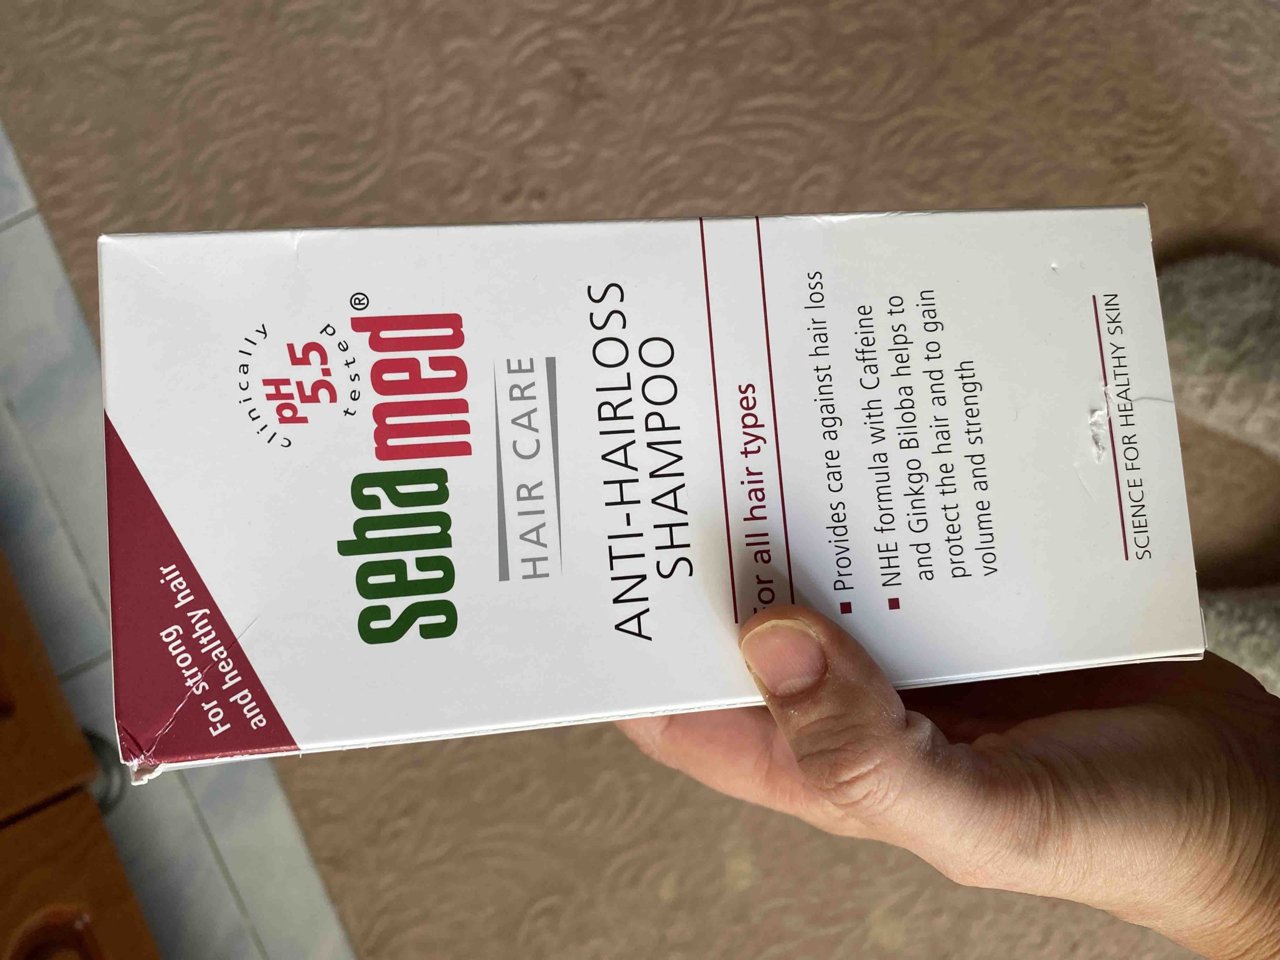 For strong
and healthy hair
clinically
pH
5.5
tested
sebamed®
HAIR CARE
ANTI-HAIRLOSS
SHAMPOO
For all hair types
▪ Provides care against hair loss
▪ NHE formula with Caffeine
and Ginkgo Biloba helps to
protect the hair and to gain
volume and strength
SCIENCE FOR HEALTHY SKIN